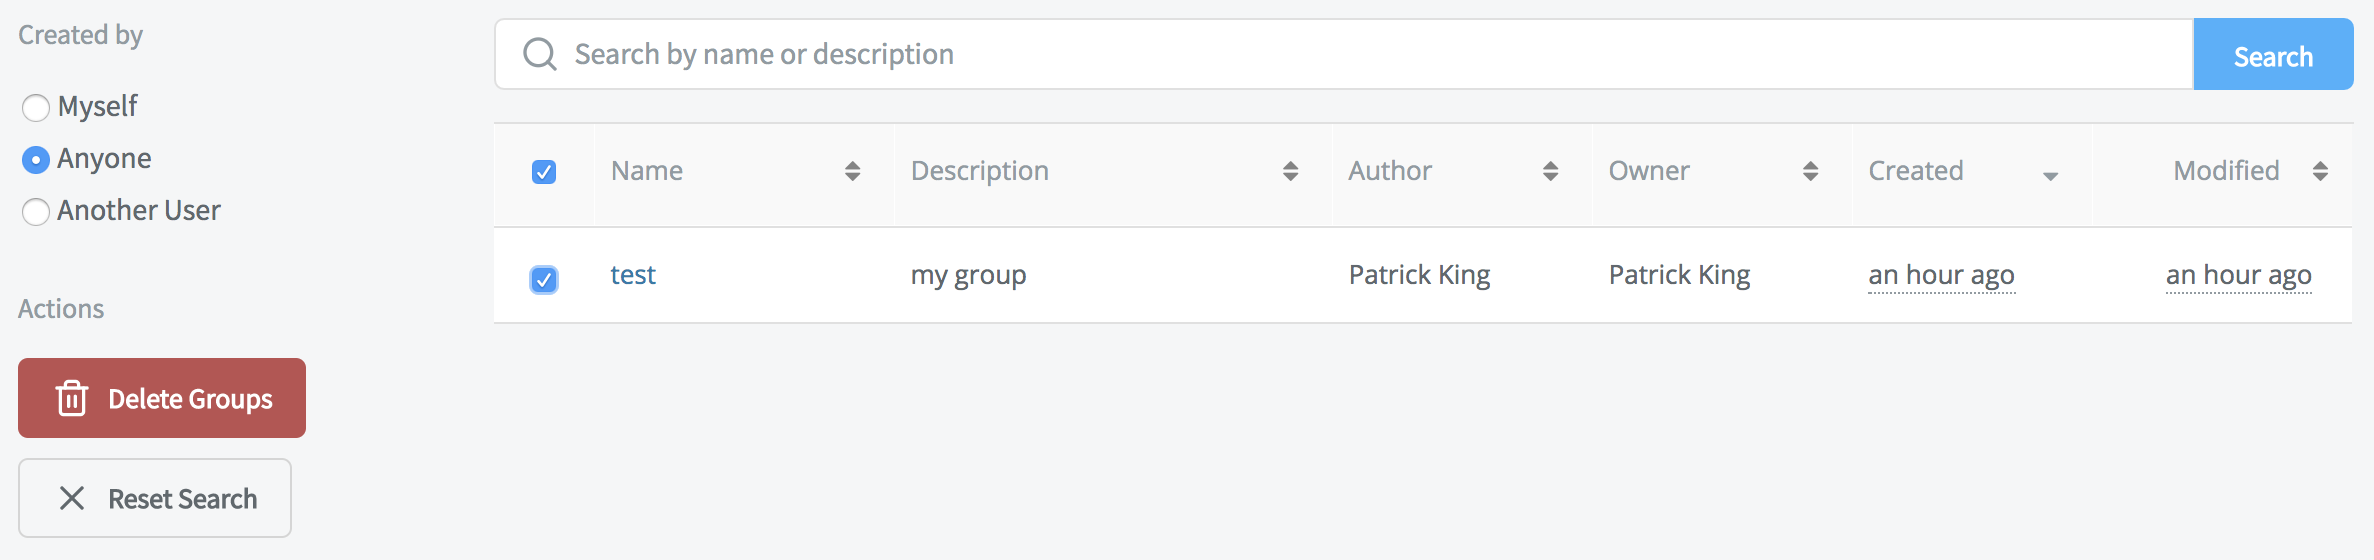 Created by
Myself
Anyone
Another User
Actions
Delete Groups
Reset Search
Search by name or description
Search
Name Description Author Owner Created Modified
test my group Patrick King Patrick King an hour ago an hour ago